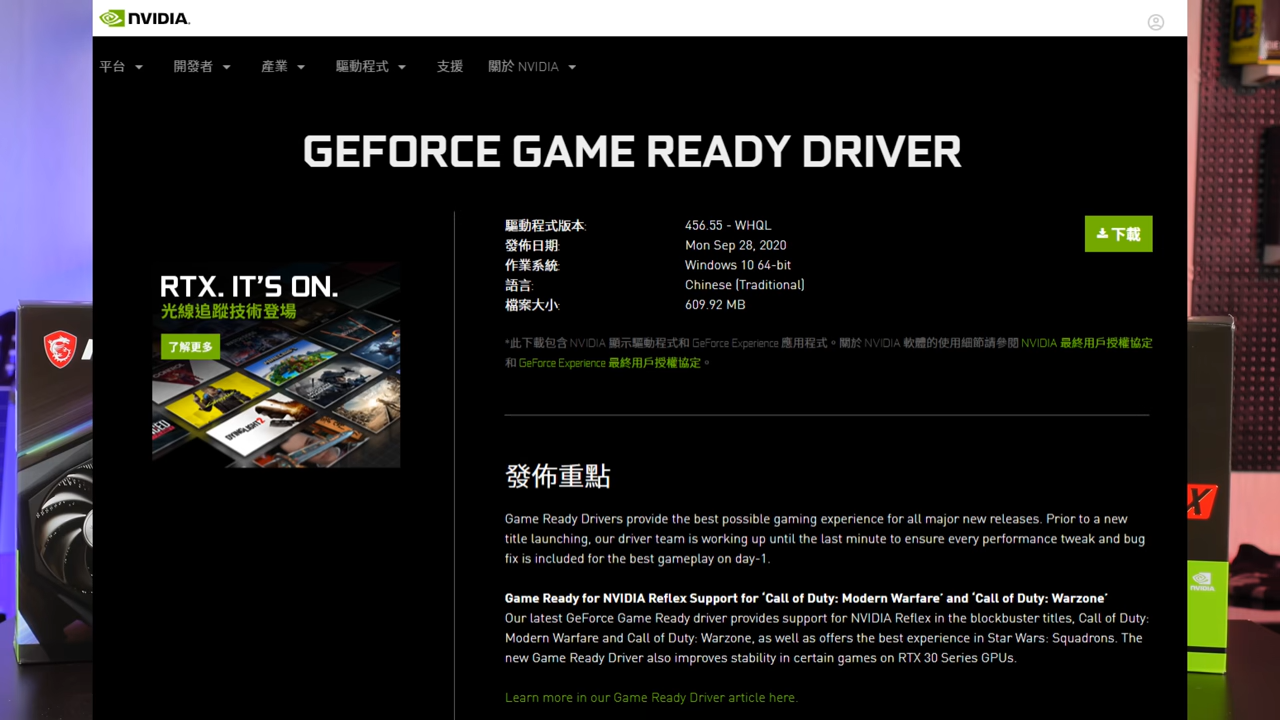 NVIDIA.
平台
開發者
產業
驅動程式
支援
關於 NVIDIA
GEFORCE GAME READY DRIVER
驅動程式版本: 456.55 - WHQL
發佈日期: Mon Sep 28, 2020
作業系統: Windows 10 64-bit
語言: Chinese (Traditional)
檔案大小: 609.92 MB
下載
RTX. IT'S ON.
光線追蹤技術登場
了解更多
DYING LIGHT 2
*此下載包含 NVIDIA 顯示驅動程式和 GeForce Experience 應用程式。關於 NVIDIA 軟體的使用細節請參閱 NVIDIA 最終用戶授權協定
和 GeForce Experience 最終用戶授權協定。
發佈重點
Game Ready Drivers provide the best possible gaming experience for all major new releases. Prior to a new
title launching, our driver team is working up until the last minute to ensure every performance tweak and bug
fix is included for the best gameplay on day-1.
Game Ready for NVIDIA Reflex Support for ‘Call of Duty: Modern Warfare’ and ‘Call of Duty: Warzone’
Our latest GeForce Game Ready driver provides support for NVIDIA Reflex in the blockbuster titles, Call of Duty:
Modern Warfare and Call of Duty: Warzone, as well as offers the best experience in Star Wars: Squadrons. The
new Game Ready Driver also improves stability in certain games on RTX 30 Series GPUs.
Learn more in our Game Ready Driver article here.
X
NVIDIA